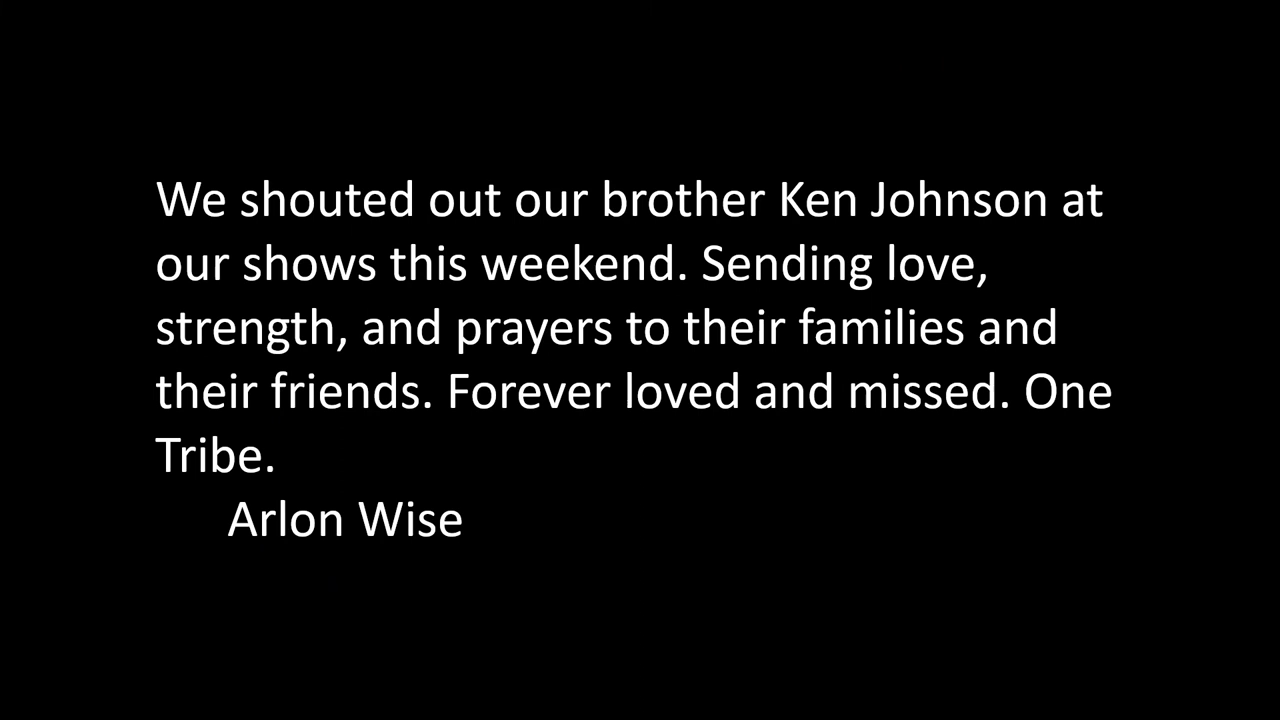 We shouted out our brother Ken Johnson at
our shows this weekend. Sending love,
strength, and prayers to their families and
their friends. Forever loved and missed. One
Tribe.
Arlon Wise